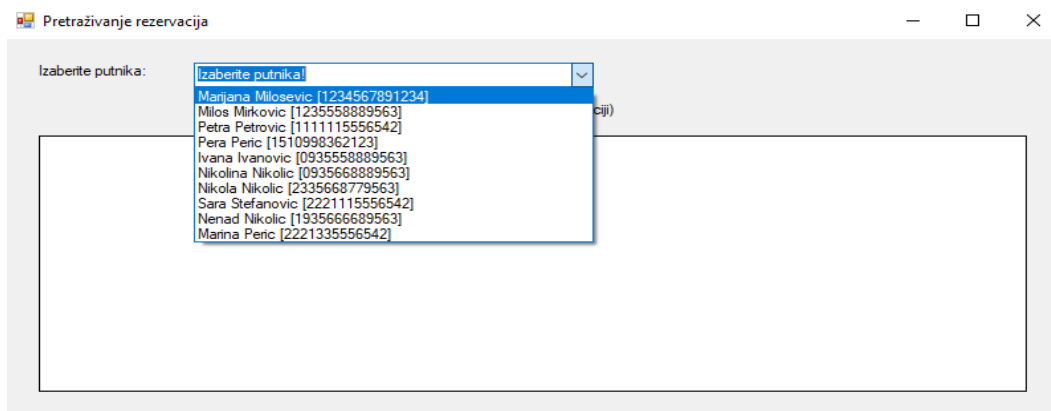 Pretraživanje rezervacija
Izaberite putnika:
Izaberite putnika!
Marijana Milosevic [1234567891234]
Milos Mirkovic [1235558889563]
Petra Petrovic [1111115556542]
Pera Peric [1510998362123]
Ivana Ivanovic [0935558889563]
Nikolina Nikolic [0935668889563]
Nikola Nikolic [2335668779563]
Sara Stefanovic [2221115556542]
Nenad Nikolic [1935666689563]
Marina Peric [2221335556542]